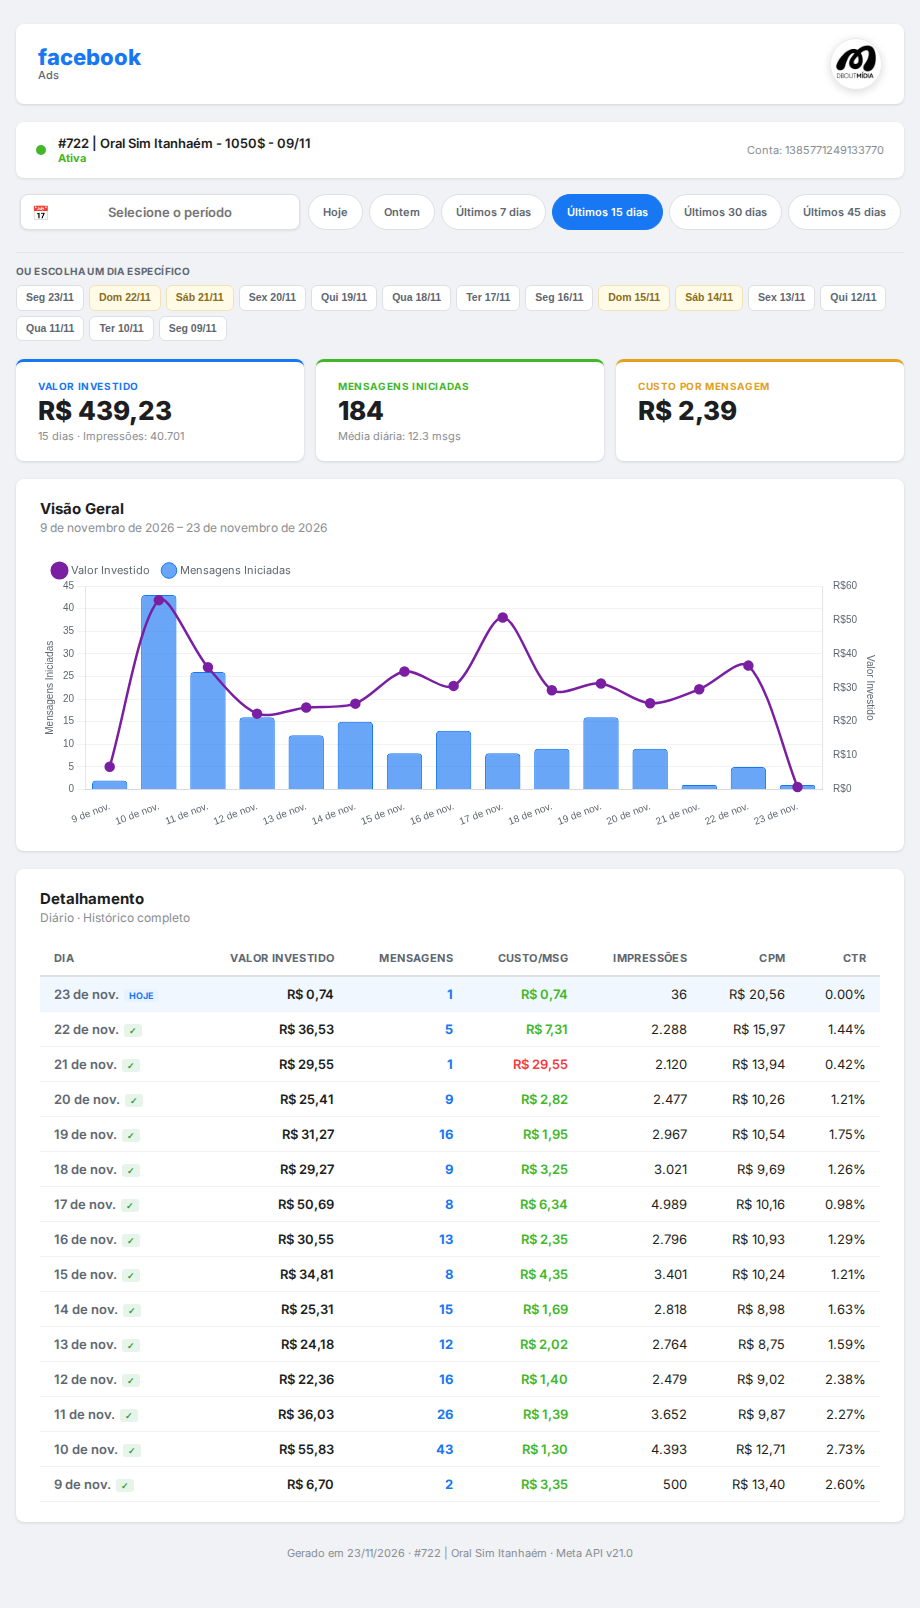 facebook
Ads
DBOUTMÍDIA
#722 | Oral Sim Itanhaém - 1050$ - 09/11
Ativa
Conta: 1385771249133770
Selecione o período
Hoje
Ontem
Últimos 7 dias
Últimos 15 dias
Últimos 30 dias
Últimos 45 dias
OU ESCOLHA UM DIA ESPECÍFICO
Seg 23/11 Dom 22/11 Sáb 21/11 Sex 20/11 Qui 19/11 Qua 18/11 Ter 17/11 Seg 16/11 Dom 15/11 Sáb 14/11 Sex 13/11 Qui 12/11
Qua 11/11 Ter 10/11 Seg 09/11
VALOR INVESTIDO
R$ 439,23
15 dias · Impressões: 40.701
MENSAGENS INICIADAS
184
Média diária: 12.3 msgs
CUSTO POR MENSAGEM
R$ 2,39
Visão Geral
9 de novembro de 2026 – 23 de novembro de 2026
Valor Investido Mensagens Iniciadas
Mensagens Iniciadas
45
40
35
30
25
20
15
10
5
0
R$60
R$50
R$40
R$30
R$20
R$10
R$0
Valor Investido
9 de nov. 10 de nov. 11 de nov. 12 de nov. 13 de nov. 14 de nov. 15 de nov. 16 de nov. 17 de nov. 18 de nov. 19 de nov. 20 de nov. 21 de nov. 22 de nov. 23 de nov.
Detalhamento
Diário · Histórico completo
DIA VALOR INVESTIDO MENSAGENS CUSTO/MSG IMPRESSÕES CPM CTR
23 de nov. HOJE R$ 0,74 1 R$ 0,74 36 R$ 20,56 0.00%
22 de nov. ✓ R$ 36,53 5 R$ 7,31 2.288 R$ 15,97 1.44%
21 de nov. ✓ R$ 29,55 1 R$ 29,55 2.120 R$ 13,94 0.42%
20 de nov. ✓ R$ 25,41 9 R$ 2,82 2.477 R$ 10,26 1.21%
19 de nov. ✓ R$ 31,27 16 R$ 1,95 2.967 R$ 10,54 1.75%
18 de nov. ✓ R$ 29,27 9 R$ 3,25 3.021 R$ 9,69 1.26%
17 de nov. ✓ R$ 50,69 8 R$ 6,34 4.989 R$ 10,16 0.98%
16 de nov. ✓ R$ 30,55 13 R$ 2,35 2.796 R$ 10,93 1.29%
15 de nov. ✓ R$ 34,81 8 R$ 4,35 3.401 R$ 10,24 1.21%
14 de nov. ✓ R$ 25,31 15 R$ 1,69 2.818 R$ 8,98 1.63%
13 de nov. ✓ R$ 24,18 12 R$ 2,02 2.764 R$ 8,75 1.59%
12 de nov. ✓ R$ 22,36 16 R$ 1,40 2.479 R$ 9,02 2.38%
11 de nov. ✓ R$ 36,03 26 R$ 1,39 3.652 R$ 9,87 2.27%
10 de nov. ✓ R$ 55,83 43 R$ 1,30 4.393 R$ 12,71 2.73%
9 de nov. ✓ R$ 6,70 2 R$ 3,35 500 R$ 13,40 2.60%
Gerado em 23/11/2026 · #722 | Oral Sim Itanhaém · Meta API v21.0